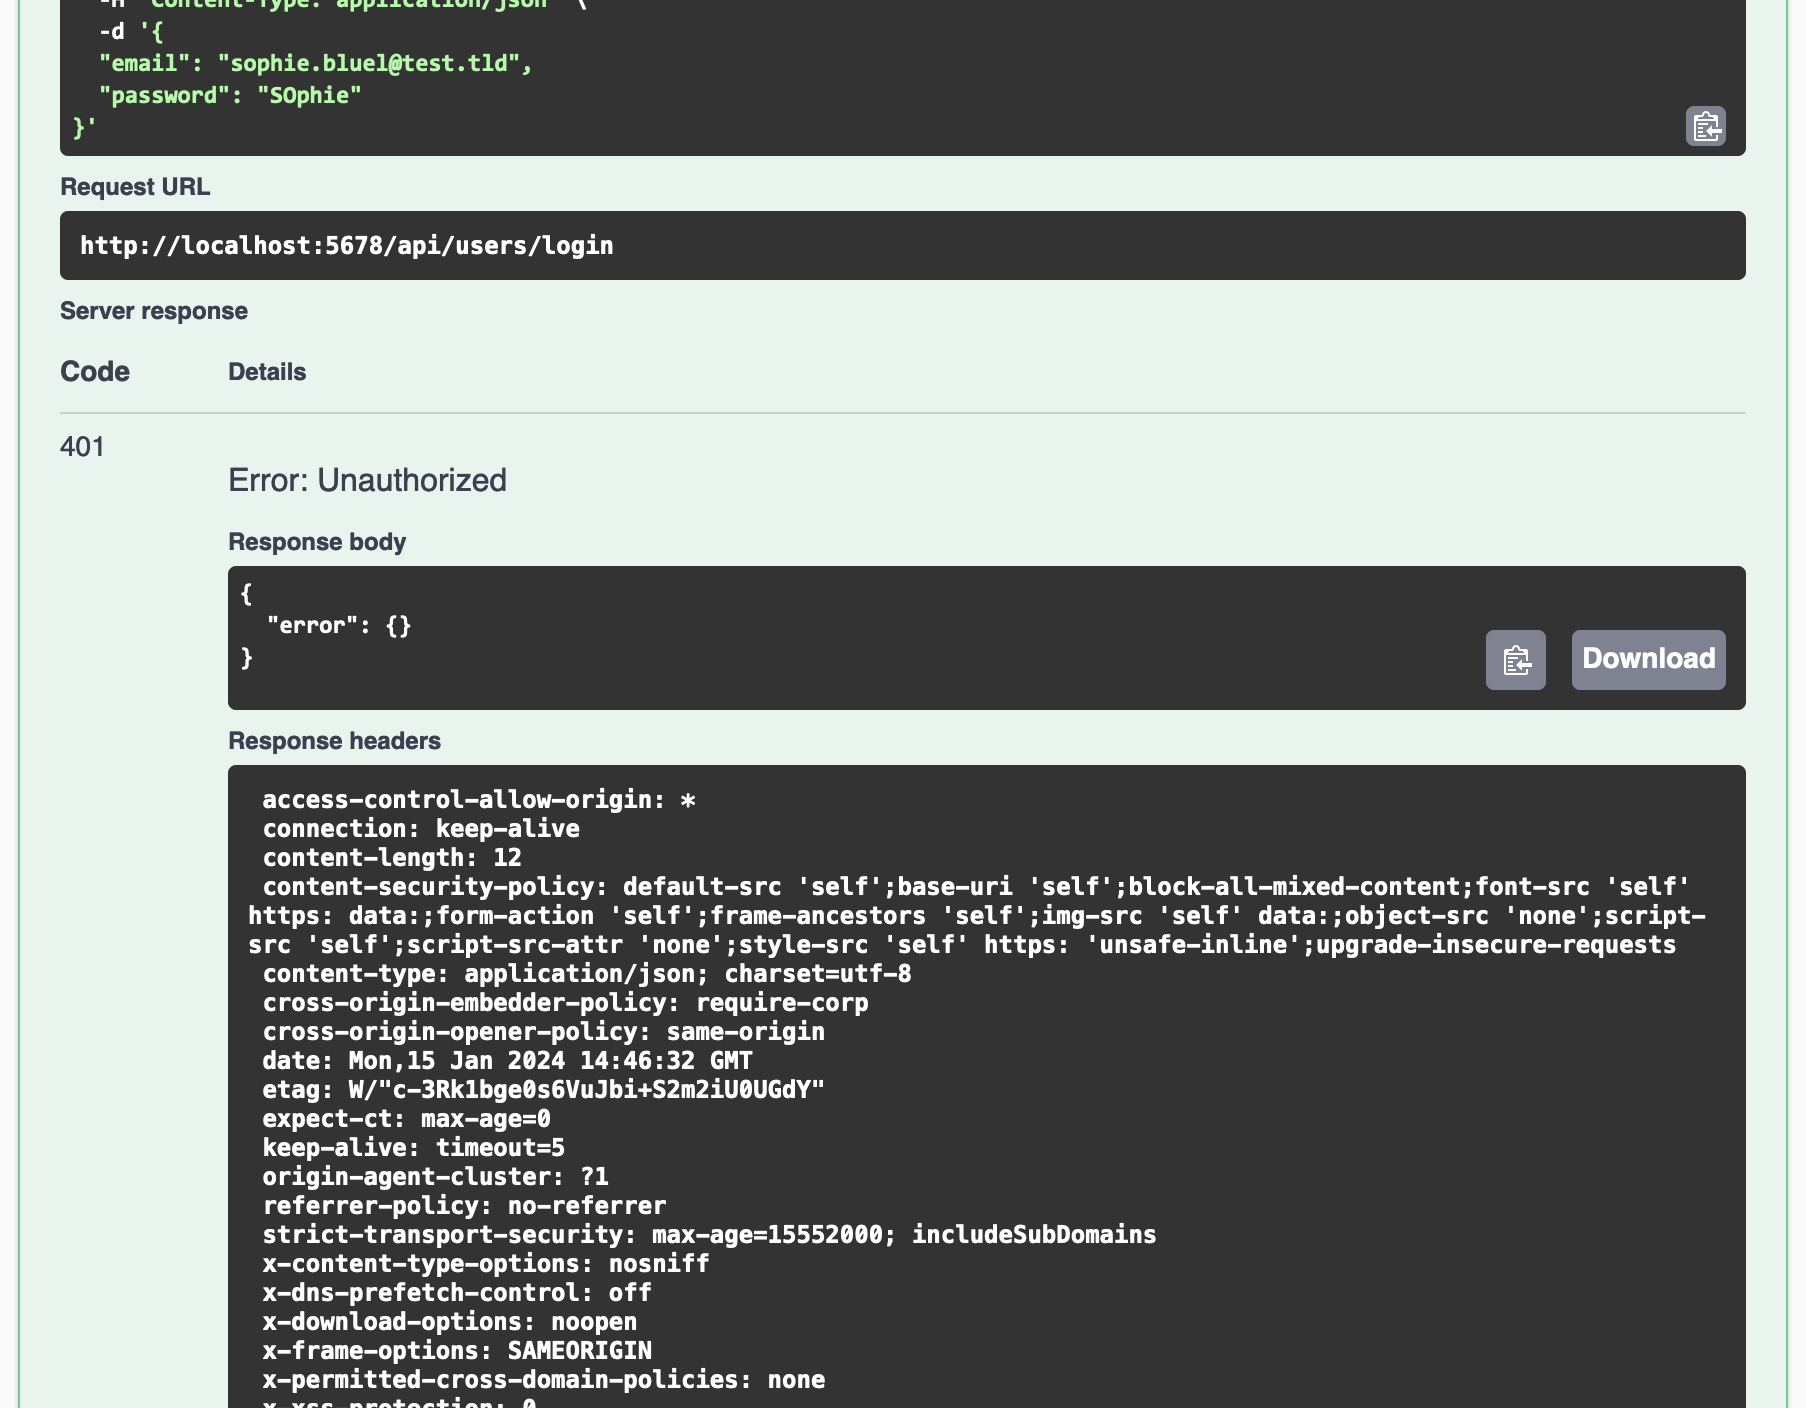 -H 'Content-Type: application/json' \
-d '{
"email": "sophie.bluel@test.tld",
"password": "SOphie"
}'
Request URL
http://localhost:5678/api/users/login
Server response
Code Details
401
Error: Unauthorized
Response body
{
"error": {}
}
Download
Response headers
access-control-allow-origin: *
connection: keep-alive
content-length: 12
content-security-policy: default-src 'self';base-uri 'self';block-all-mixed-content;font-src 'self'
https: data:;form-action 'self';frame-ancestors 'self';img-src 'self' data:;object-src 'none';script-
src 'self';script-src-attr 'none';style-src 'self' https: 'unsafe-inline';upgrade-insecure-requests
content-type: application/json; charset=utf-8
cross-origin-embedder-policy: require-corp
cross-origin-opener-policy: same-origin
date: Mon,15 Jan 2024 14:46:32 GMT
etag: W/"c-3Rk1bge0s6VuJbi+S2m2iU0UGdY"
expect-ct: max-age=0
keep-alive: timeout=5
origin-agent-cluster: ?1
referrer-policy: no-referrer
strict-transport-security: max-age=15552000; includeSubDomains
x-content-type-options: nosniff
x-dns-prefetch-control: off
x-download-options: noopen
x-frame-options: SAMEORIGIN
x-permitted-cross-domain-policies: none
x-xss-protection: 0